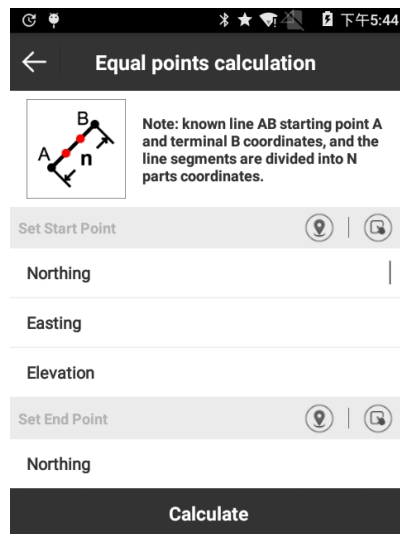 下午5:44
Equal points calculation
B
A
n
Note: known line AB starting point A
and terminal B coordinates, and the
line segments are divided into N
parts coordinates.
Set Start Point
Northing
Easting
Elevation
Set End Point
Northing
Calculate